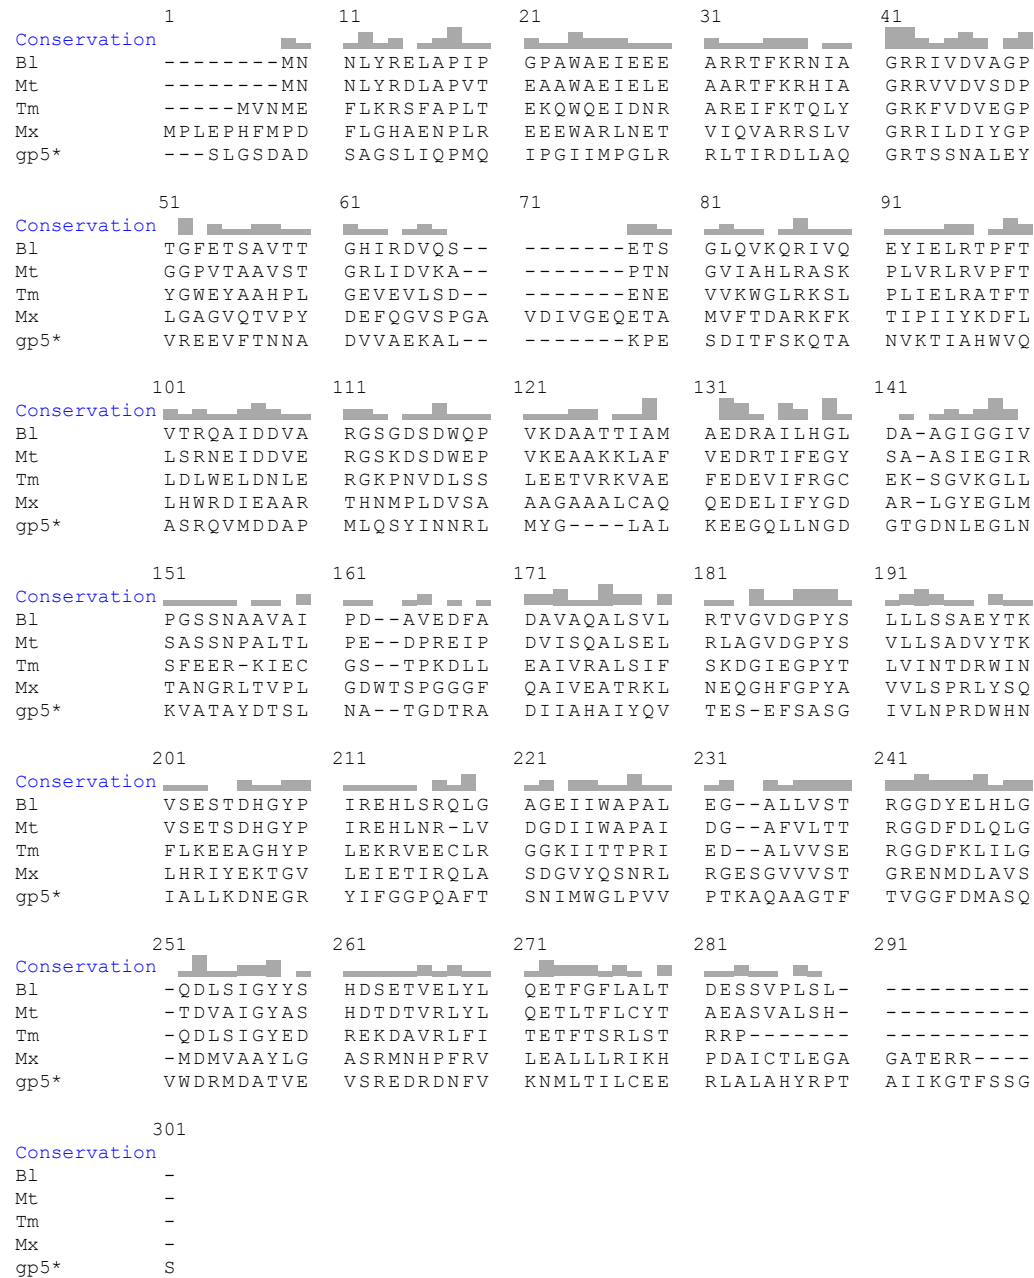 1 11 21 31 41
Conservation
Bl --------MN NLYRELAPIP GPAWAEIEEE ARRTFKRNIA GRRIVDVAGP
Mt --------MN NLYRDLAPVT EAAWAEIELE AARTFKRHIA GRRVVDVSDP
Tm -----MVNME FLKRSFAPLT EKQWQEIDNR AREIFKTQLY GRKFVDVEGP
Mx MPLEPHFMPD FLGHAENPLR EEEWARLNET VIQVARRSLV GRRILDIYGP
gp5* ---SLGSDAD SAGSLIQPMQ IPGIIMPGLR RLTIRDLLAQ GRTSSNALEY
51 61 71 81 91
Conservation
Bl TGFETSAVTT GHIRDVQS-- -------ETS GLQVKQRIVQ EYIELRTPFT
Mt GGPVTAAVST GRLIDVKA-- -------PTN GVIAHLRASK PLVRLRVPFT
Tm YGWEYAAHPL GEVEVLSD-- -------ENE VVKWGLRKSL PLIELRATFT
Mx LGAGVQTVPY DEFQGVSPGA VDIVGEQETA MVFTDARKFK TIPIIYKDFL
gp5* VREEVFTNNA DVVAEKAL-- -------KPE SDITFSKQTA NVKTIAHWVQ
101 111 121 131 141
Conservation
Bl VTRQAIDDVA RGSGDSDWQP VKDAATTIAM AEDRAILHGL DA-AGIGGIV
Mt LSRNEIDDVE RGSKDSDWEP VKEAAKKLAF VEDRTIFEGY SA-ASIEGIR
Tm LDLWELDNLE RGKPNVDLSS LEETVRKVAE FEDEVIFRGC EK-SGVKGLL
Mx LHWRDIEAAR THNMPLDVSA AAGAAALCAQ QEDELIFYGD AR-LGYEGLM
gp5* ASRQVMDDAP MLQSYINNRL MYG----LAL KEEGQLLNGD GTGDNLEGLN
151 161 171 181 191
Conservation
Bl PGSSNAAVAI PD--AVEDFA DAVAQALSVL RTVGVDGPYS LLLSSAEYTK
Mt SASSNPALTL PE--DPREIP DVISQALSEL RLAGVDGPYS VLLSADVYTK
Tm SFEER-KIEC GS--TPKDLL EAIVRALSIF SKDGIEGPYT LVINTDRWIN
Mx TANGRLTVPL GDWTSPGGGF QAIVEATRKL NEQGHFGPYA VVLSPRLYSQ
gp5* KVATAYDTSL NA--TGDTRA DIIAHAIYQV TES-EFSASG IVLNPRDWHN
201 211 221 231 241
Conservation
Bl VSESTDHGYP IREHLSRQLG AGEIIWAPAL EG--ALLVST RGGDYELHLG
Mt VSETSDHGYP IREHLNR-LV DGDIIWAPAI DG--AFVLTT RGGDFDLQLG
Tm FLKEEAGHYP LEKRVEECLR GGKIITTPRI ED--ALVVSE RGGDFKLILG
Mx LHRIYEKTGV LEIETIRQLA SDGVYQSNRL RGESGVVVST GRENMDLAVS
gp5* IALLKDNEGR YIFGGPQAFT SNIMWGLPVV PTKAQAAGTF TVGGFDMASQ
251 261 271 281 291
Conservation
Bl -QDLSIGYYS HDSETVELYL QETFGFLALT DESSVPLSL- ----------
Mt -TDVAIGYAS HDTDTVRLYL QETLTFLCYT AEASVALSH- ----------
Tm -QDLSIGYED REKDAVRLFI TETFTSRLST RRP------- ----------
Mx -MDMVAAYLG ASRMNHPFRV LEALLLRIKH PDAICTLEGA GATERR----
gp5* VWDRMDATVE VSREDRDNFV KNMLTILCEE RLALAHYRPT AIIKGTFSSG
301
Conservation
Bl -
Mt -
Tm -
Mx -
gp5* S